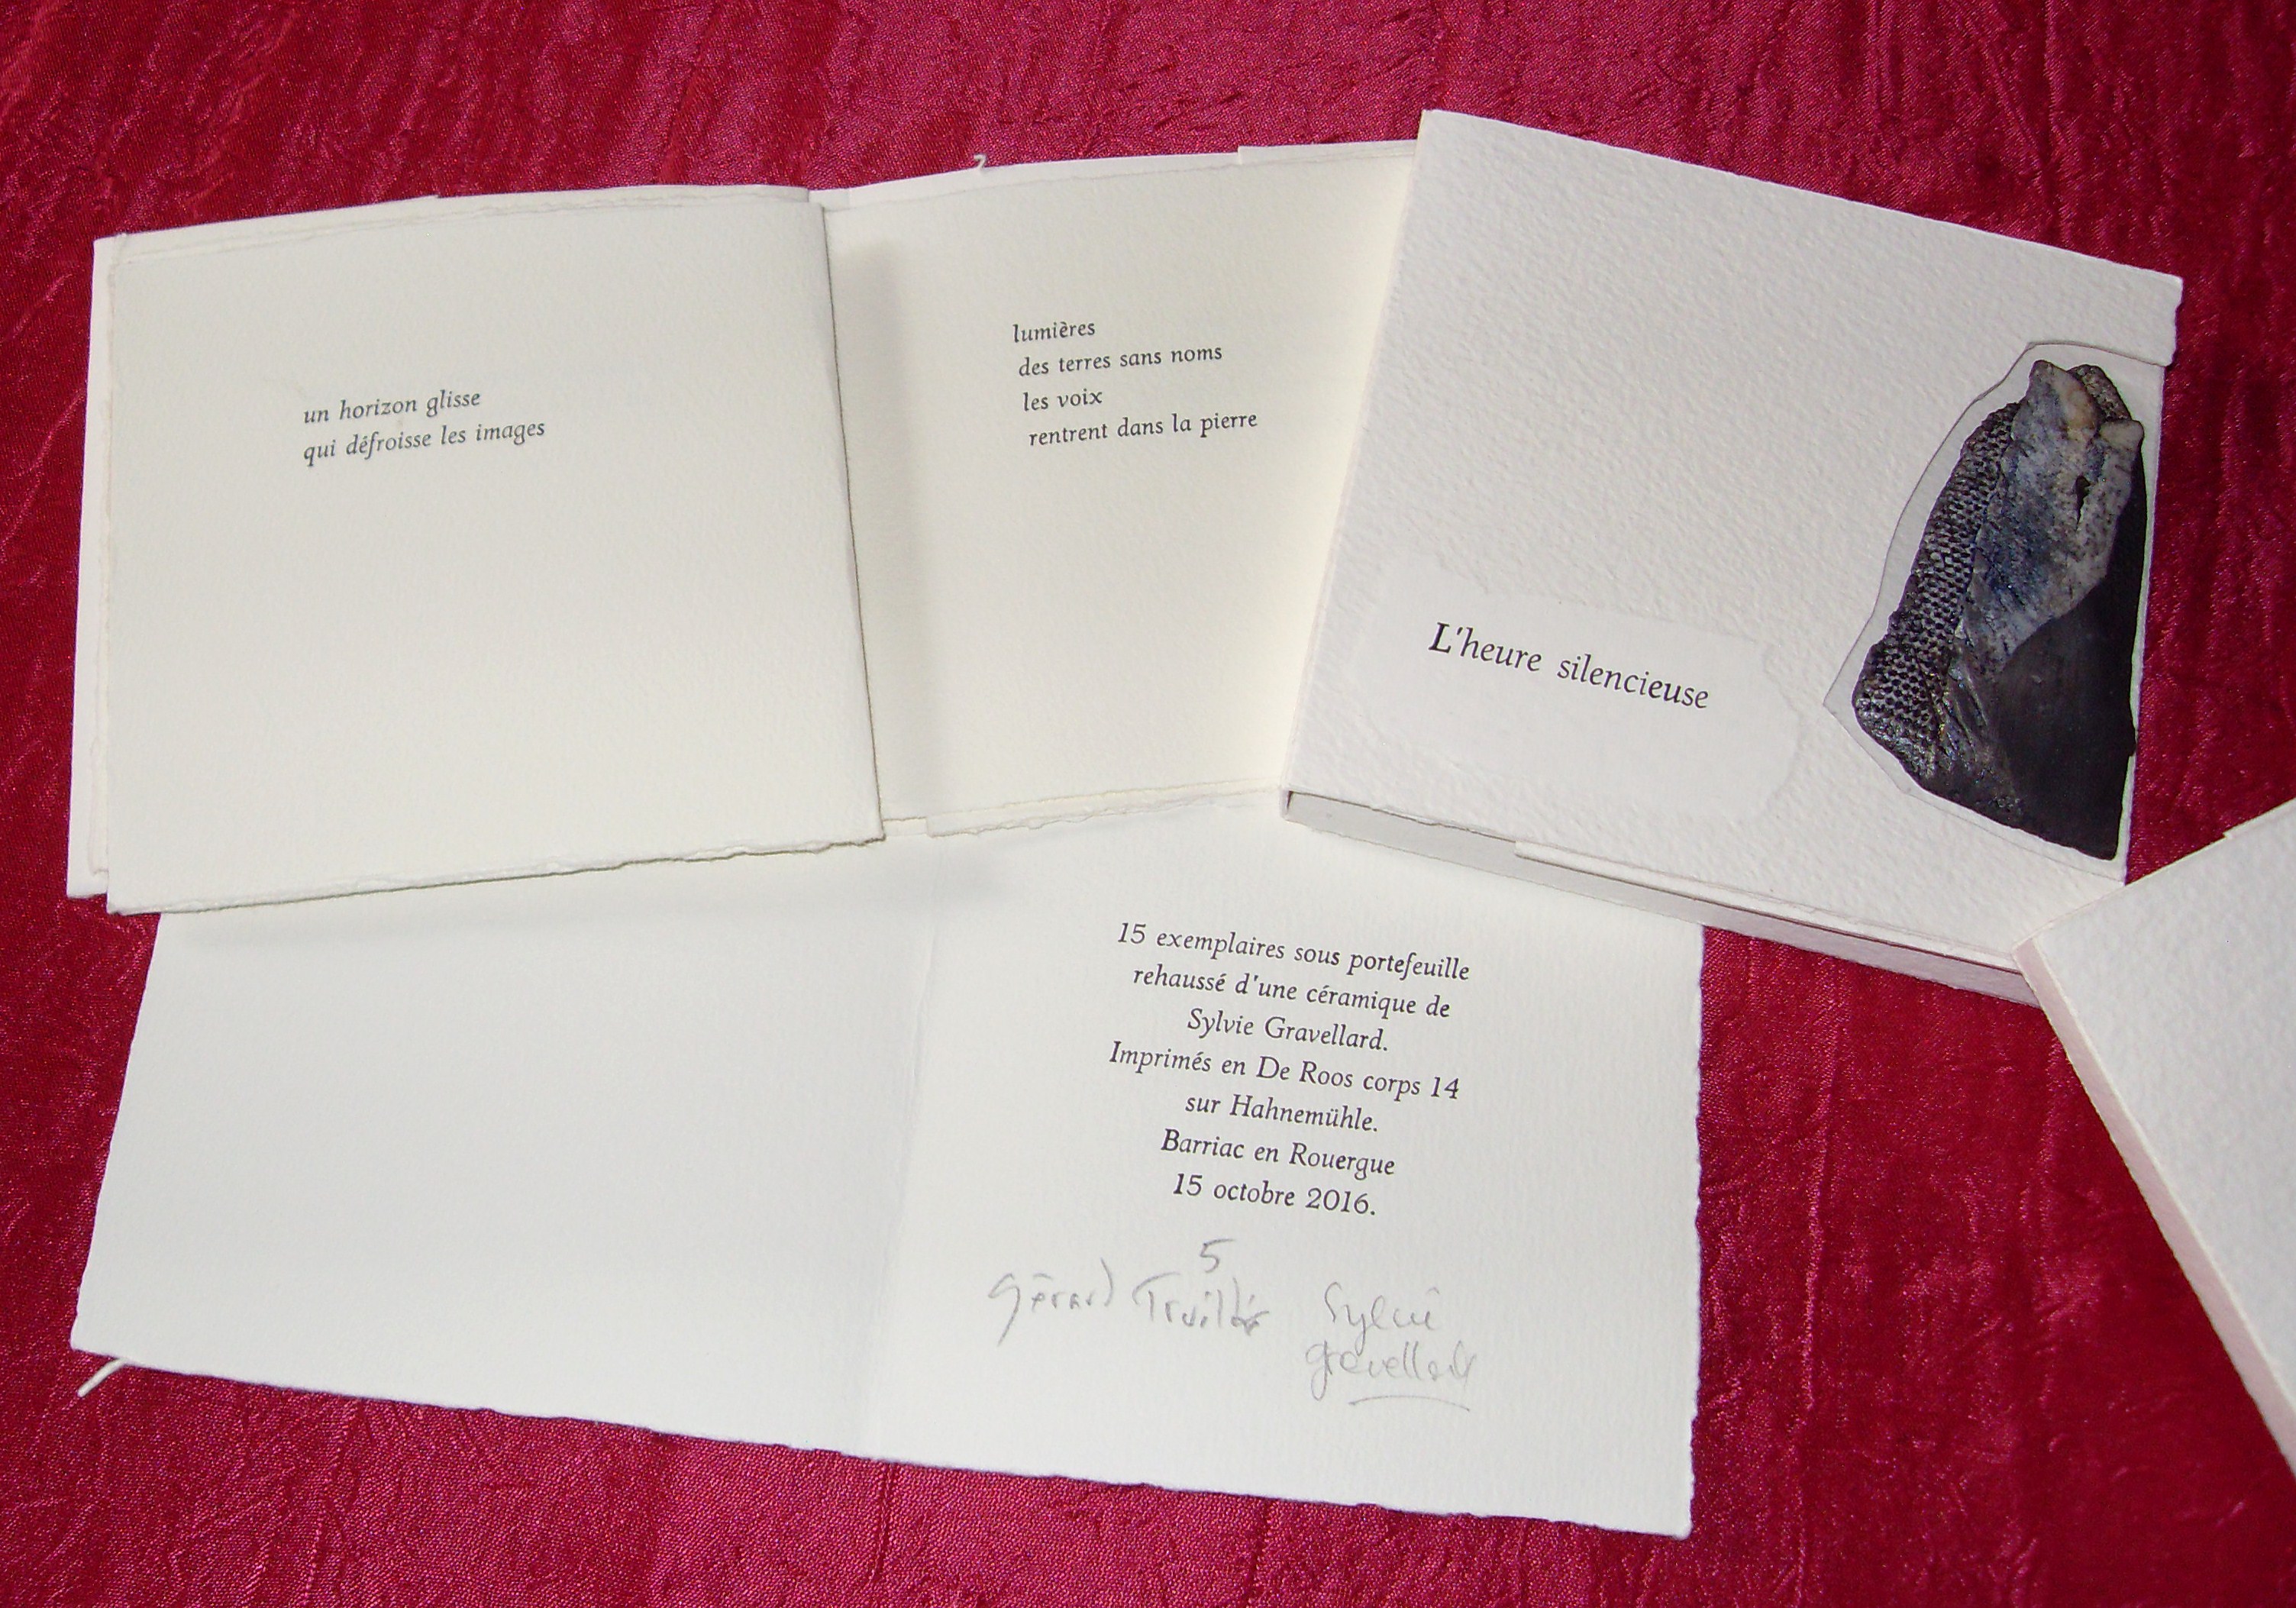 un horizon glisse
qui défroisse les images
lumières
des terres sans noms
les voix
rentrent dans la pierre
L'heure silencieuse
15 exemplaires sous portefeuille
rehaussé d'une céramique de
Sylvie Gravellard.
Imprimés en De Roos corps 14
sur Hahnemühle.
Barriac en Rouergue
15 octobre 2016.
5
Gérard
Sylvie
Gravellard